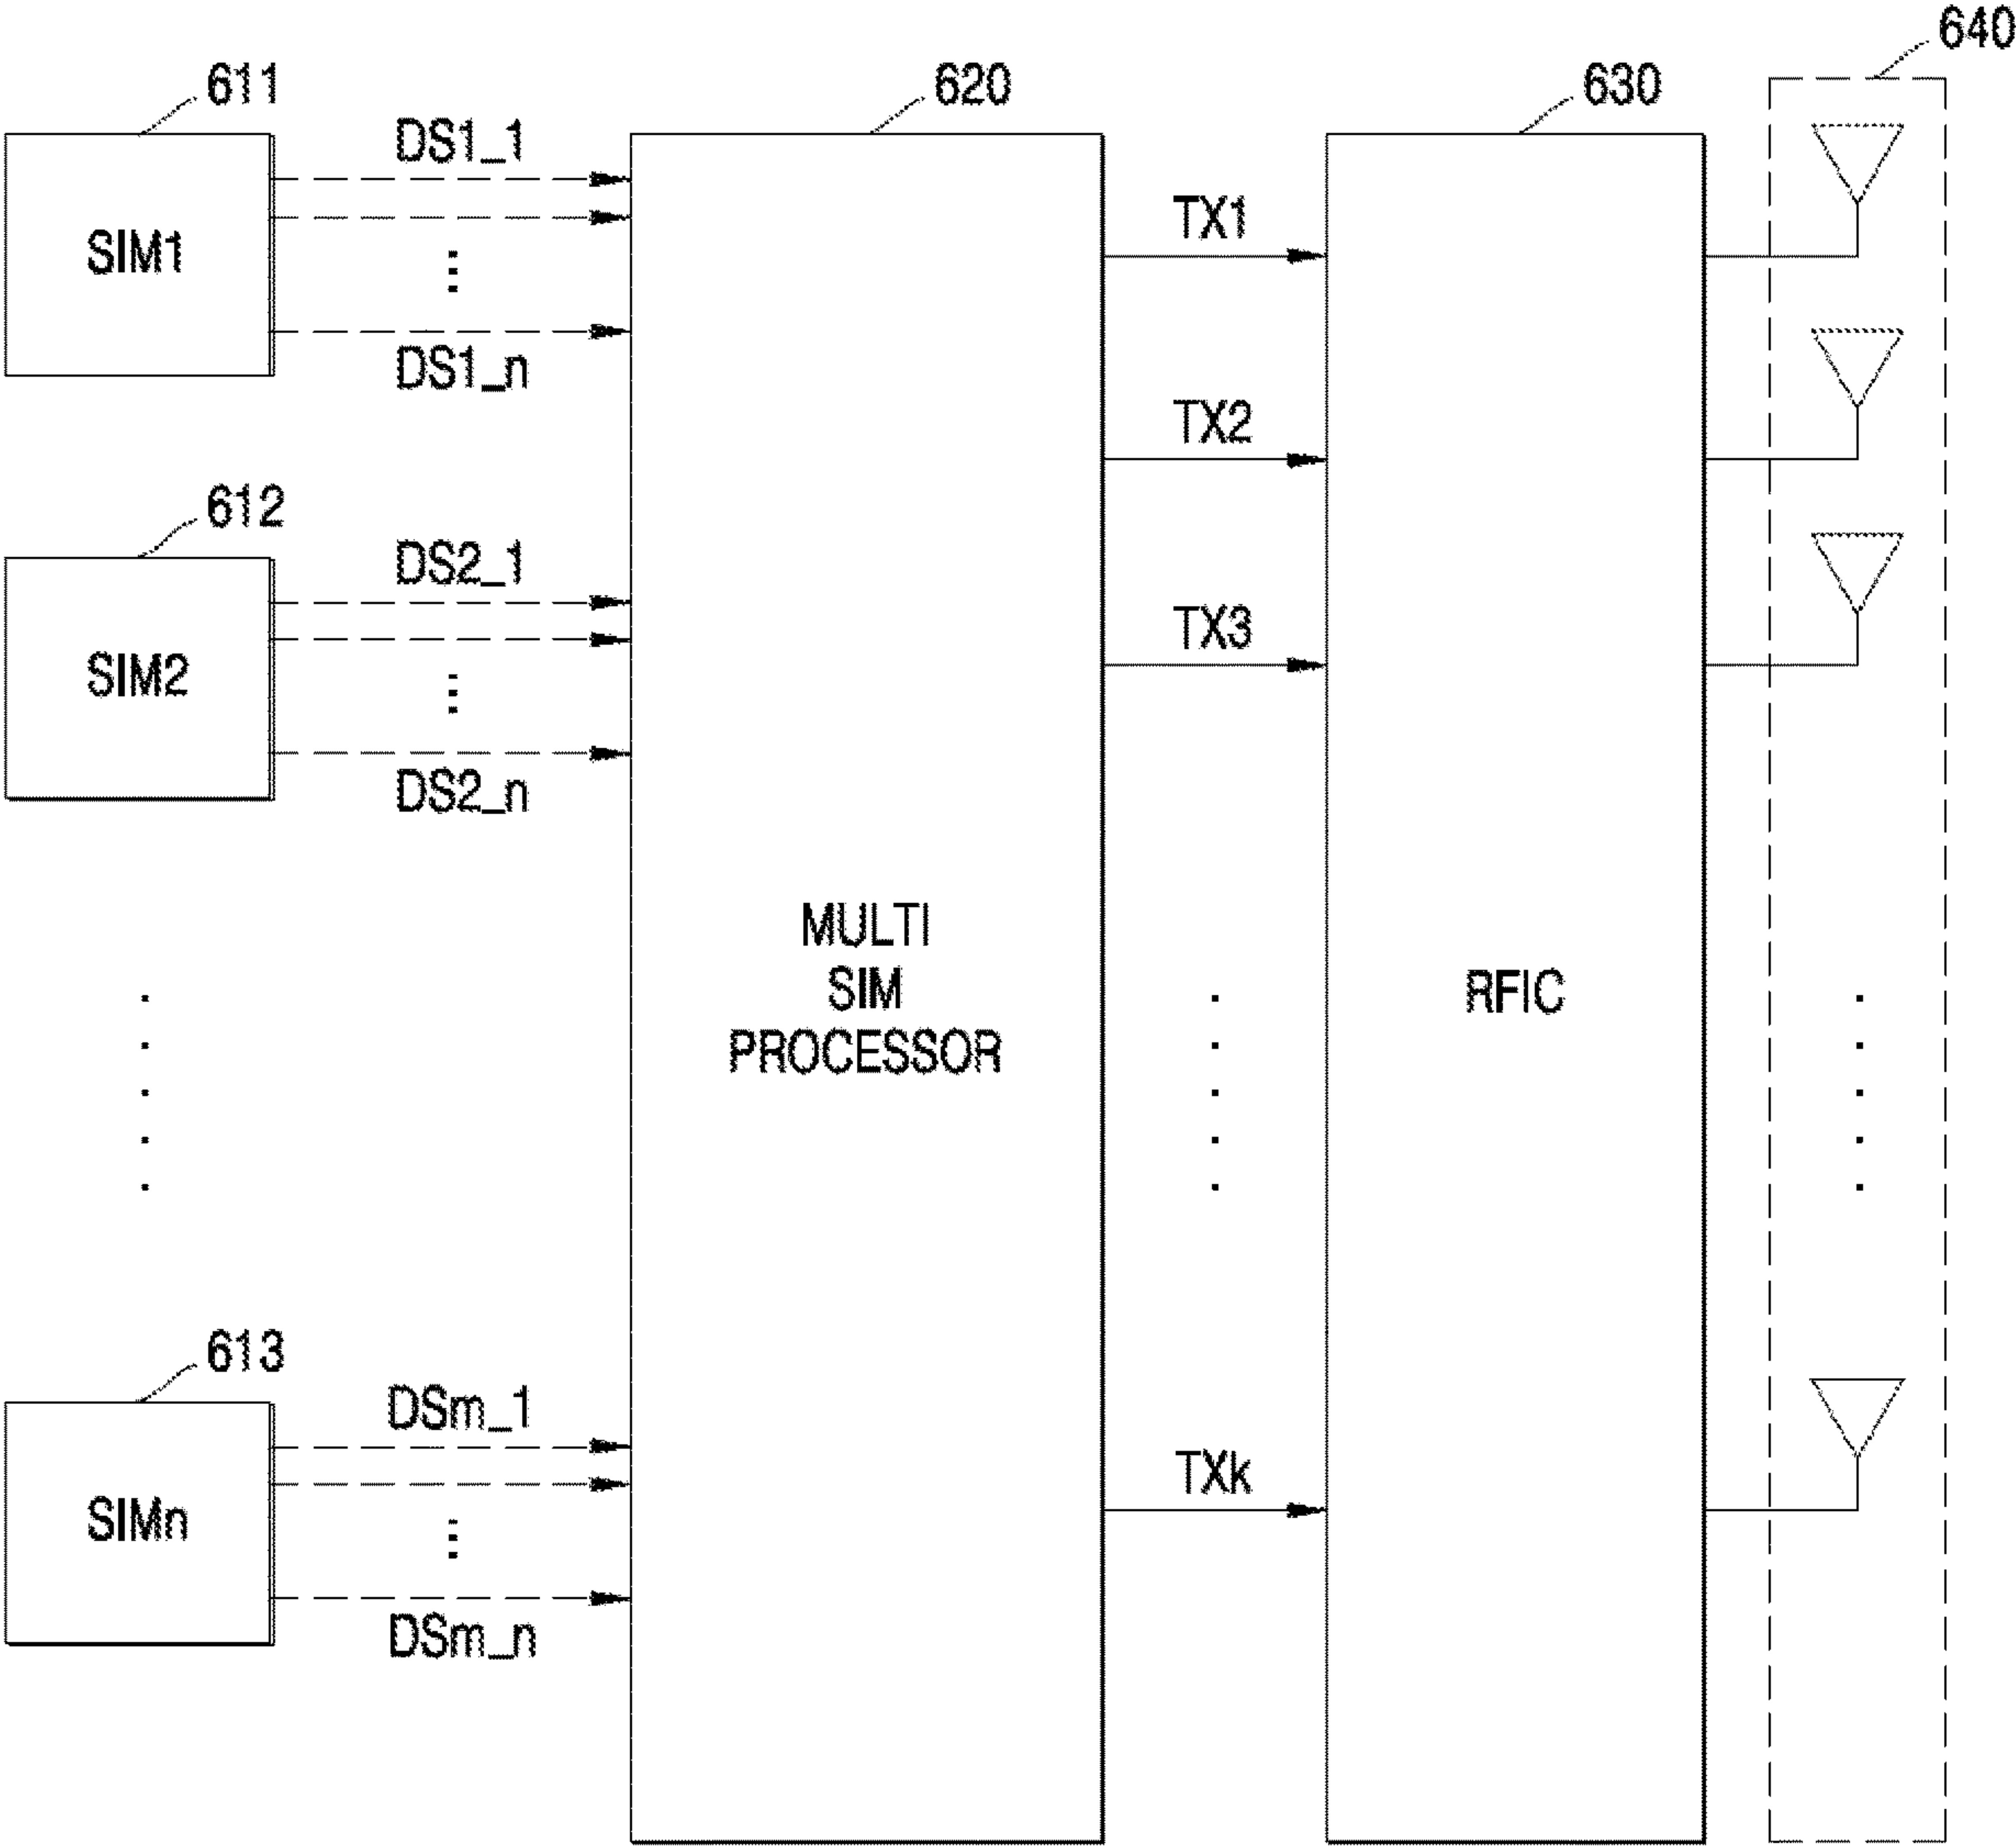 640
611
620
630
DS1_1
SIM1
DS1_n
TX1
TX2
612
DS2_1
SIM2
DS2_n
TX3
MULTI
SIM
PROCESSOR
RFIC
613
DSm_1
SIMn
DSm_n
TXk